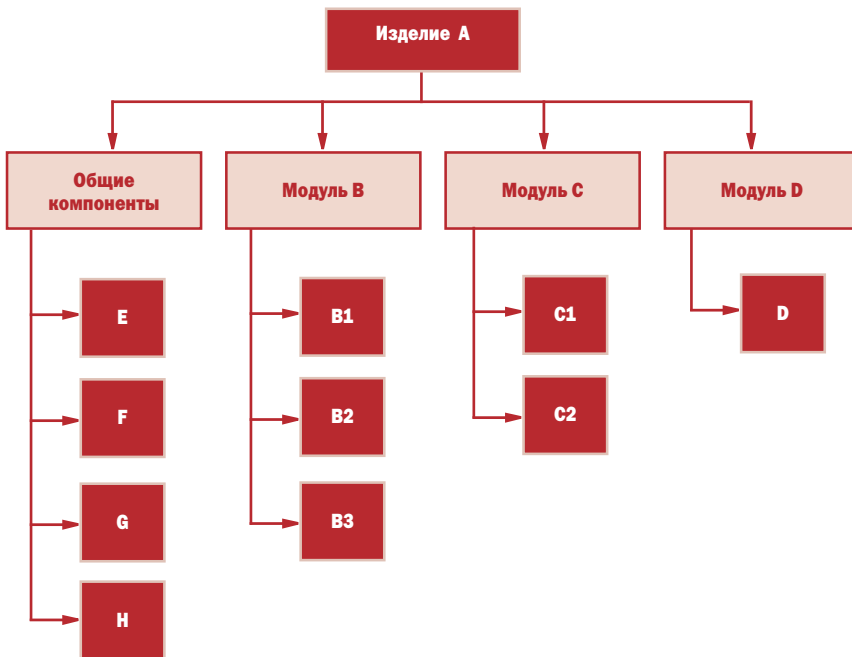 Изделие А
Общие
компоненты
Модуль B
Модуль C
Модуль D
E
B1
C1
D
F
B2
C2
G
B3
H